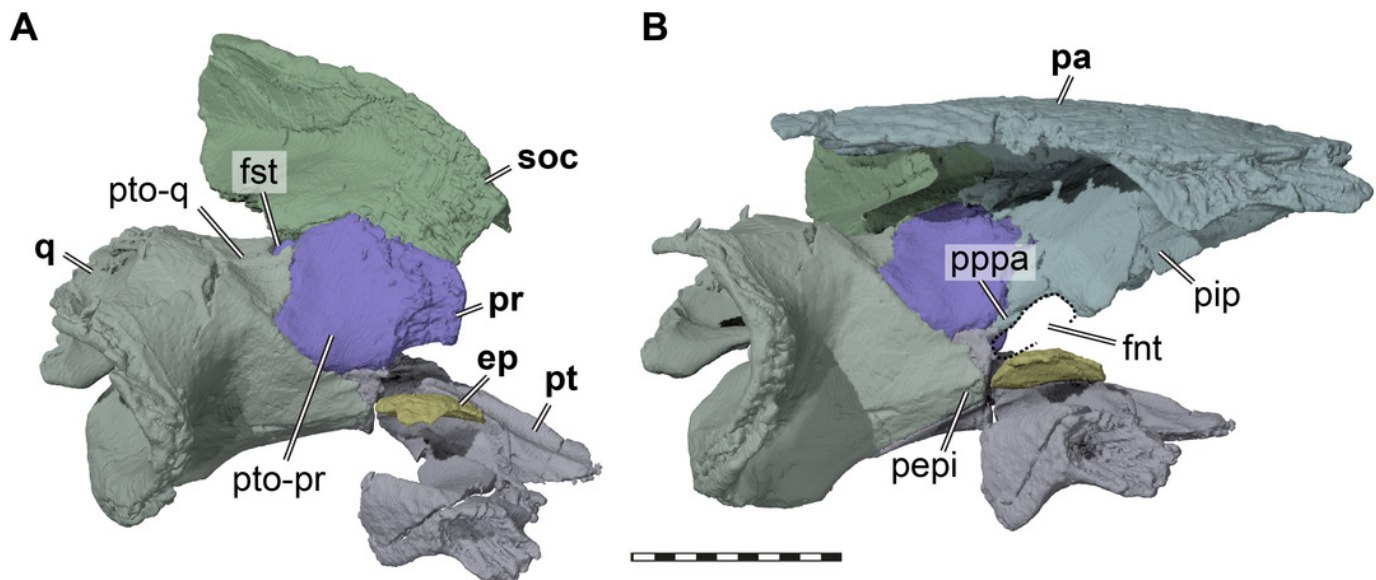 A
B
pa
soc
fst
pto-q
q
pppa
pip
pr
fnt
ep
pt
pto-pr
pepi